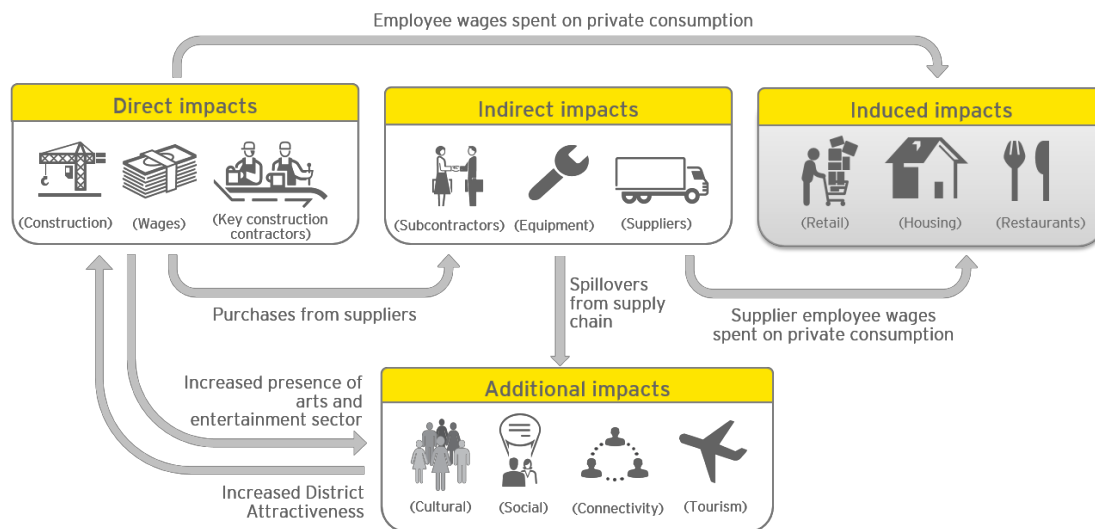 Employee wages spent on private consumption
Direct impacts
(Construction)
(Wages)
(Key construction
contractors)
Indirect impacts
(Subcontractors)
(Equipment)
(Suppliers)
Induced impacts
(Retail)
(Housing)
(Restaurants)
Purchases from suppliers
Spillovers
from supply
chain
Supplier employee wages
spent on private consumption
Increased presence of
arts and
entertainment sector
Increased District
Attractiveness
Additional impacts
(Cultural)
(Social)
(Connectivity)
(Tourism)